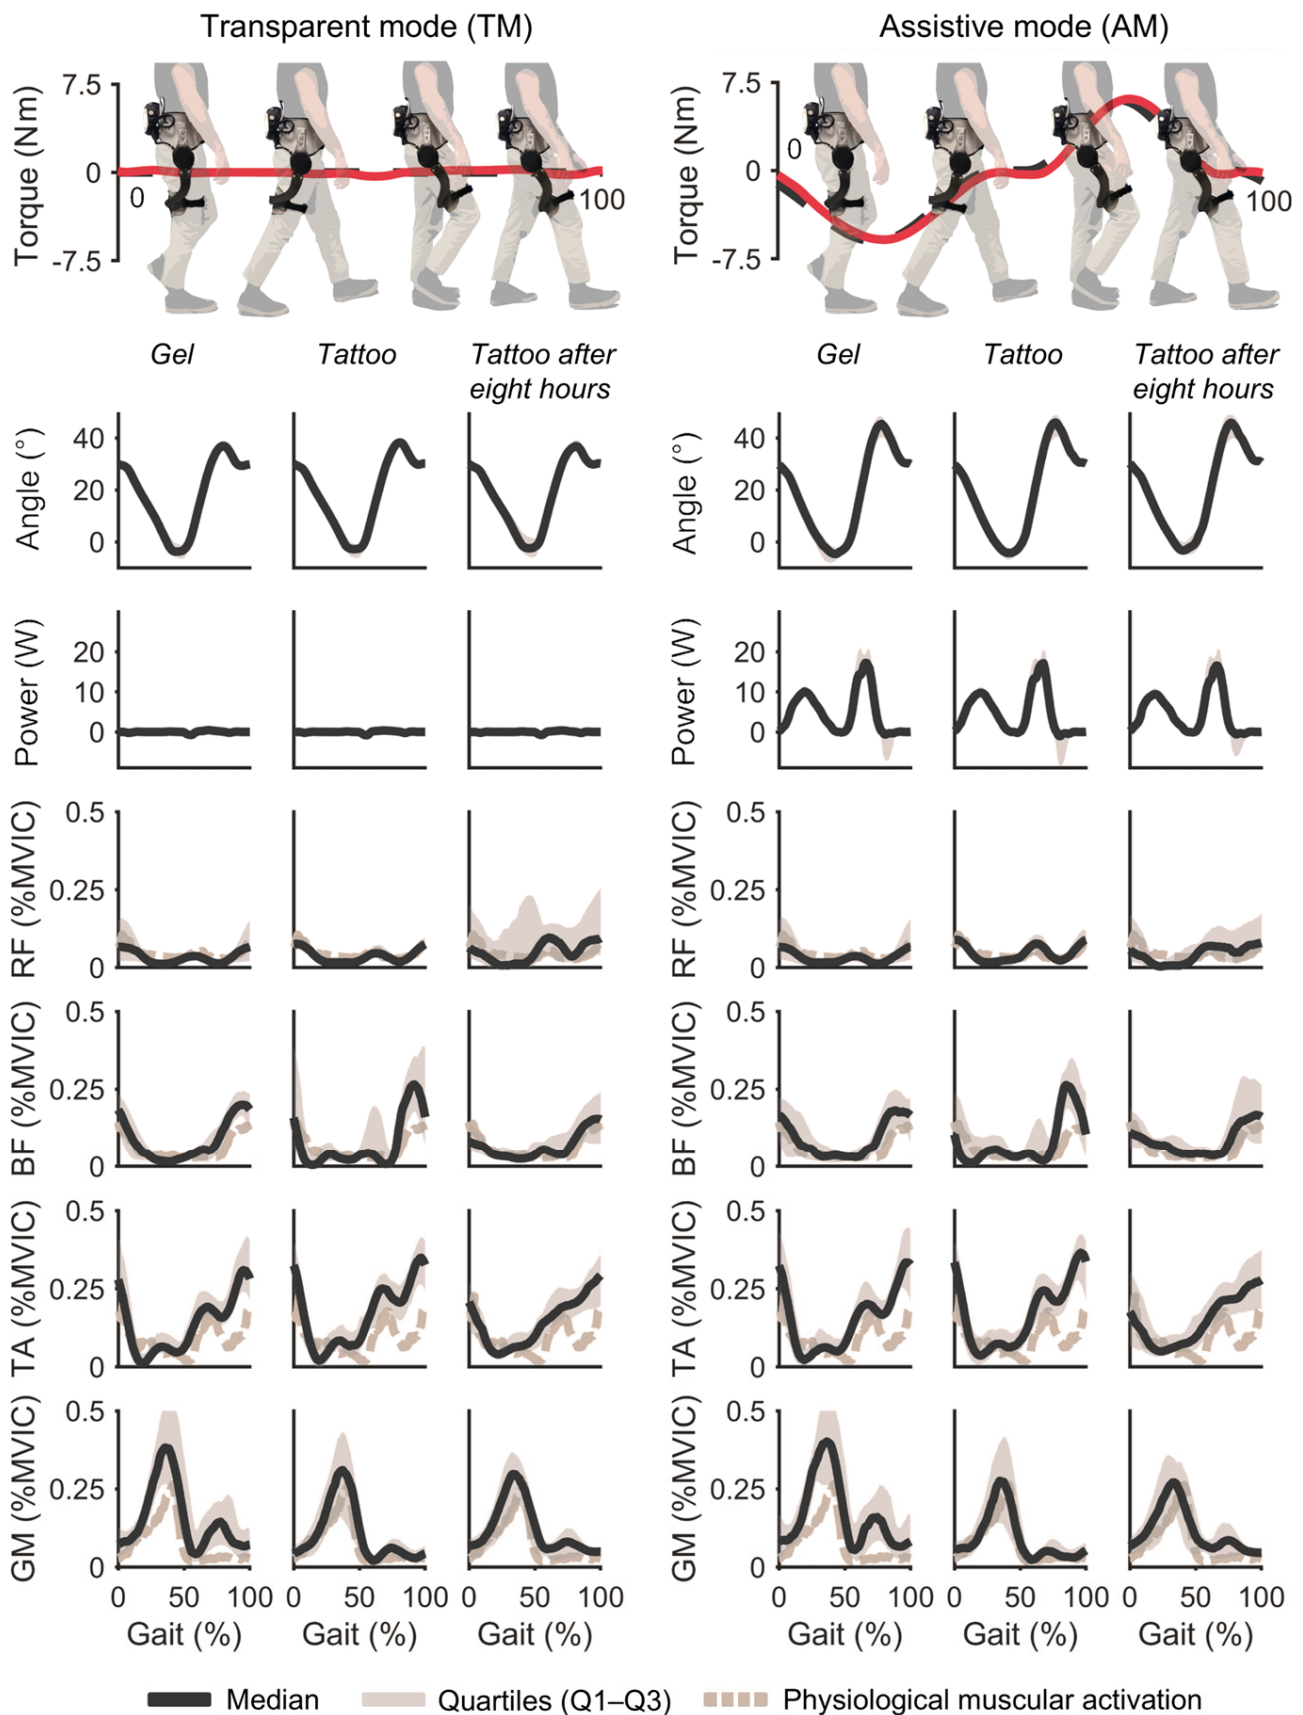 Transparent mode (TM)
Assistive mode (AM)
Torque (Nm)
7.5
0
-7.5
0
100
Torque (Nm)
7.5
0
-7.5
0
100
Gel
Tattoo
Tattoo after
eight hours
Gel
Tattoo
Tattoo after
eight hours
Angle (°)
40
20
0
Angle (°)
40
20
0
Power (W)
20
10
0
Power (W)
20
10
0
RF (%MVIC)
0.5
0.25
0
RF (%MVIC)
0.5
0.25
0
BF (%MVIC)
0.5
0.25
0
BF (%MVIC)
0.5
0.25
0
TA (%MVIC)
0.5
0.25
0
TA (%MVIC)
0.5
0.25
0
GM (%MVIC)
0.5
0.25
0
GM (%MVIC)
0.5
0.25
0
0 50 100 0 50 100 0 50 100
0 50 100 0 50 100 0 50 100
Gait (%) Gait (%) Gait (%)
Gait (%) Gait (%) Gait (%)
Median Quartiles (Q1–Q3) Physiological muscular activation